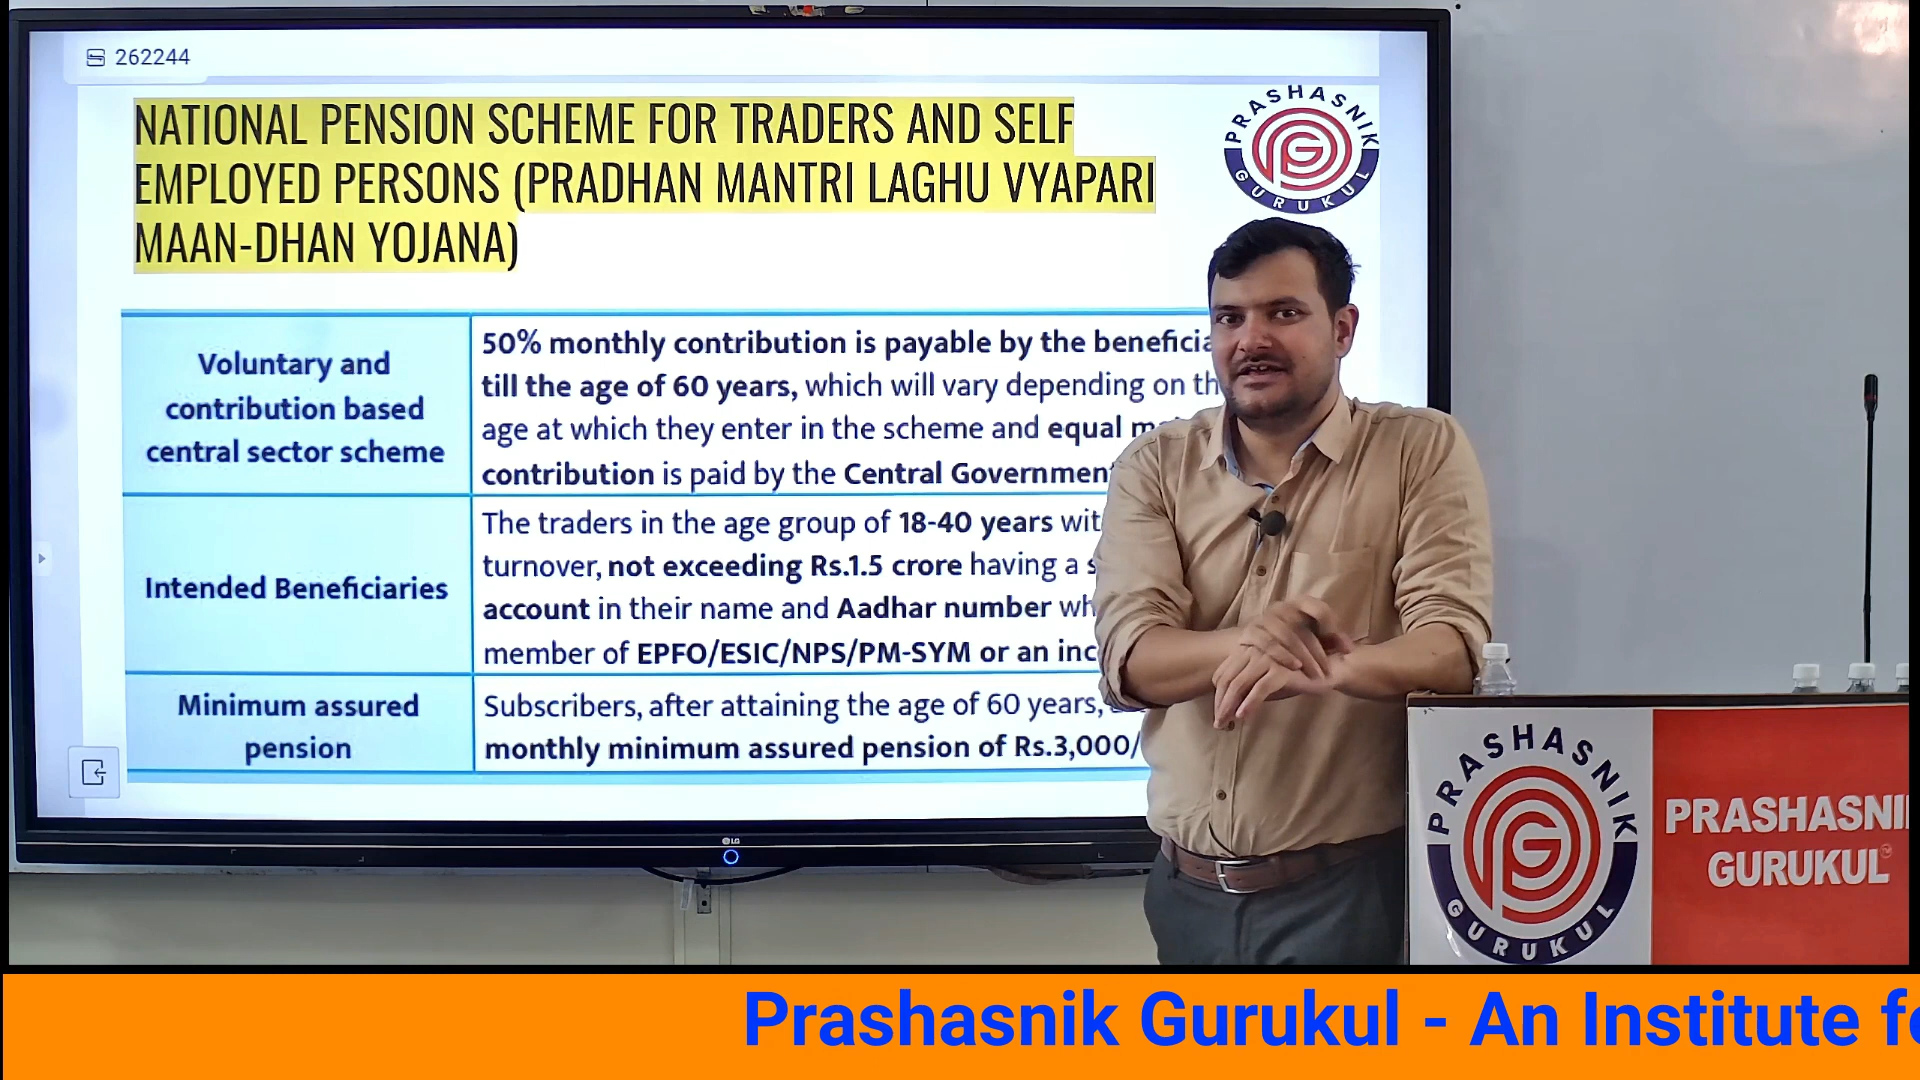 262244
NATIONAL PENSION SCHEME FOR TRADERS AND SELF
EMPLOYED PERSONS (PRADHAN MANTRI LAGHU VYAPARI
MAAN-DHAN YOJANA)
PRASHASNIK
GURUKUL
Voluntary and
contribution based
central sector scheme
50% monthly contribution is payable by the
till the age of 60 years, which will vary depending on
age at which they enter in the scheme and equal
contribution is paid by the Central
Intended Beneficiaries
The traders in the age group of 18-40 years
turnover, not exceeding Rs.1.5 crore having a
account in their name and Aadhar number
member of EPFO/ESIC/NPS/PM-SYM or an
Minimum assured
pension
Subscribers, after attaining the age of 60 years,
monthly minimum assured pension of Rs.3,000/
LG
PRASHASNIK
GURUKUL
PRASHASNI
GURUKUL
Prashasnik Gurukul - An Institute